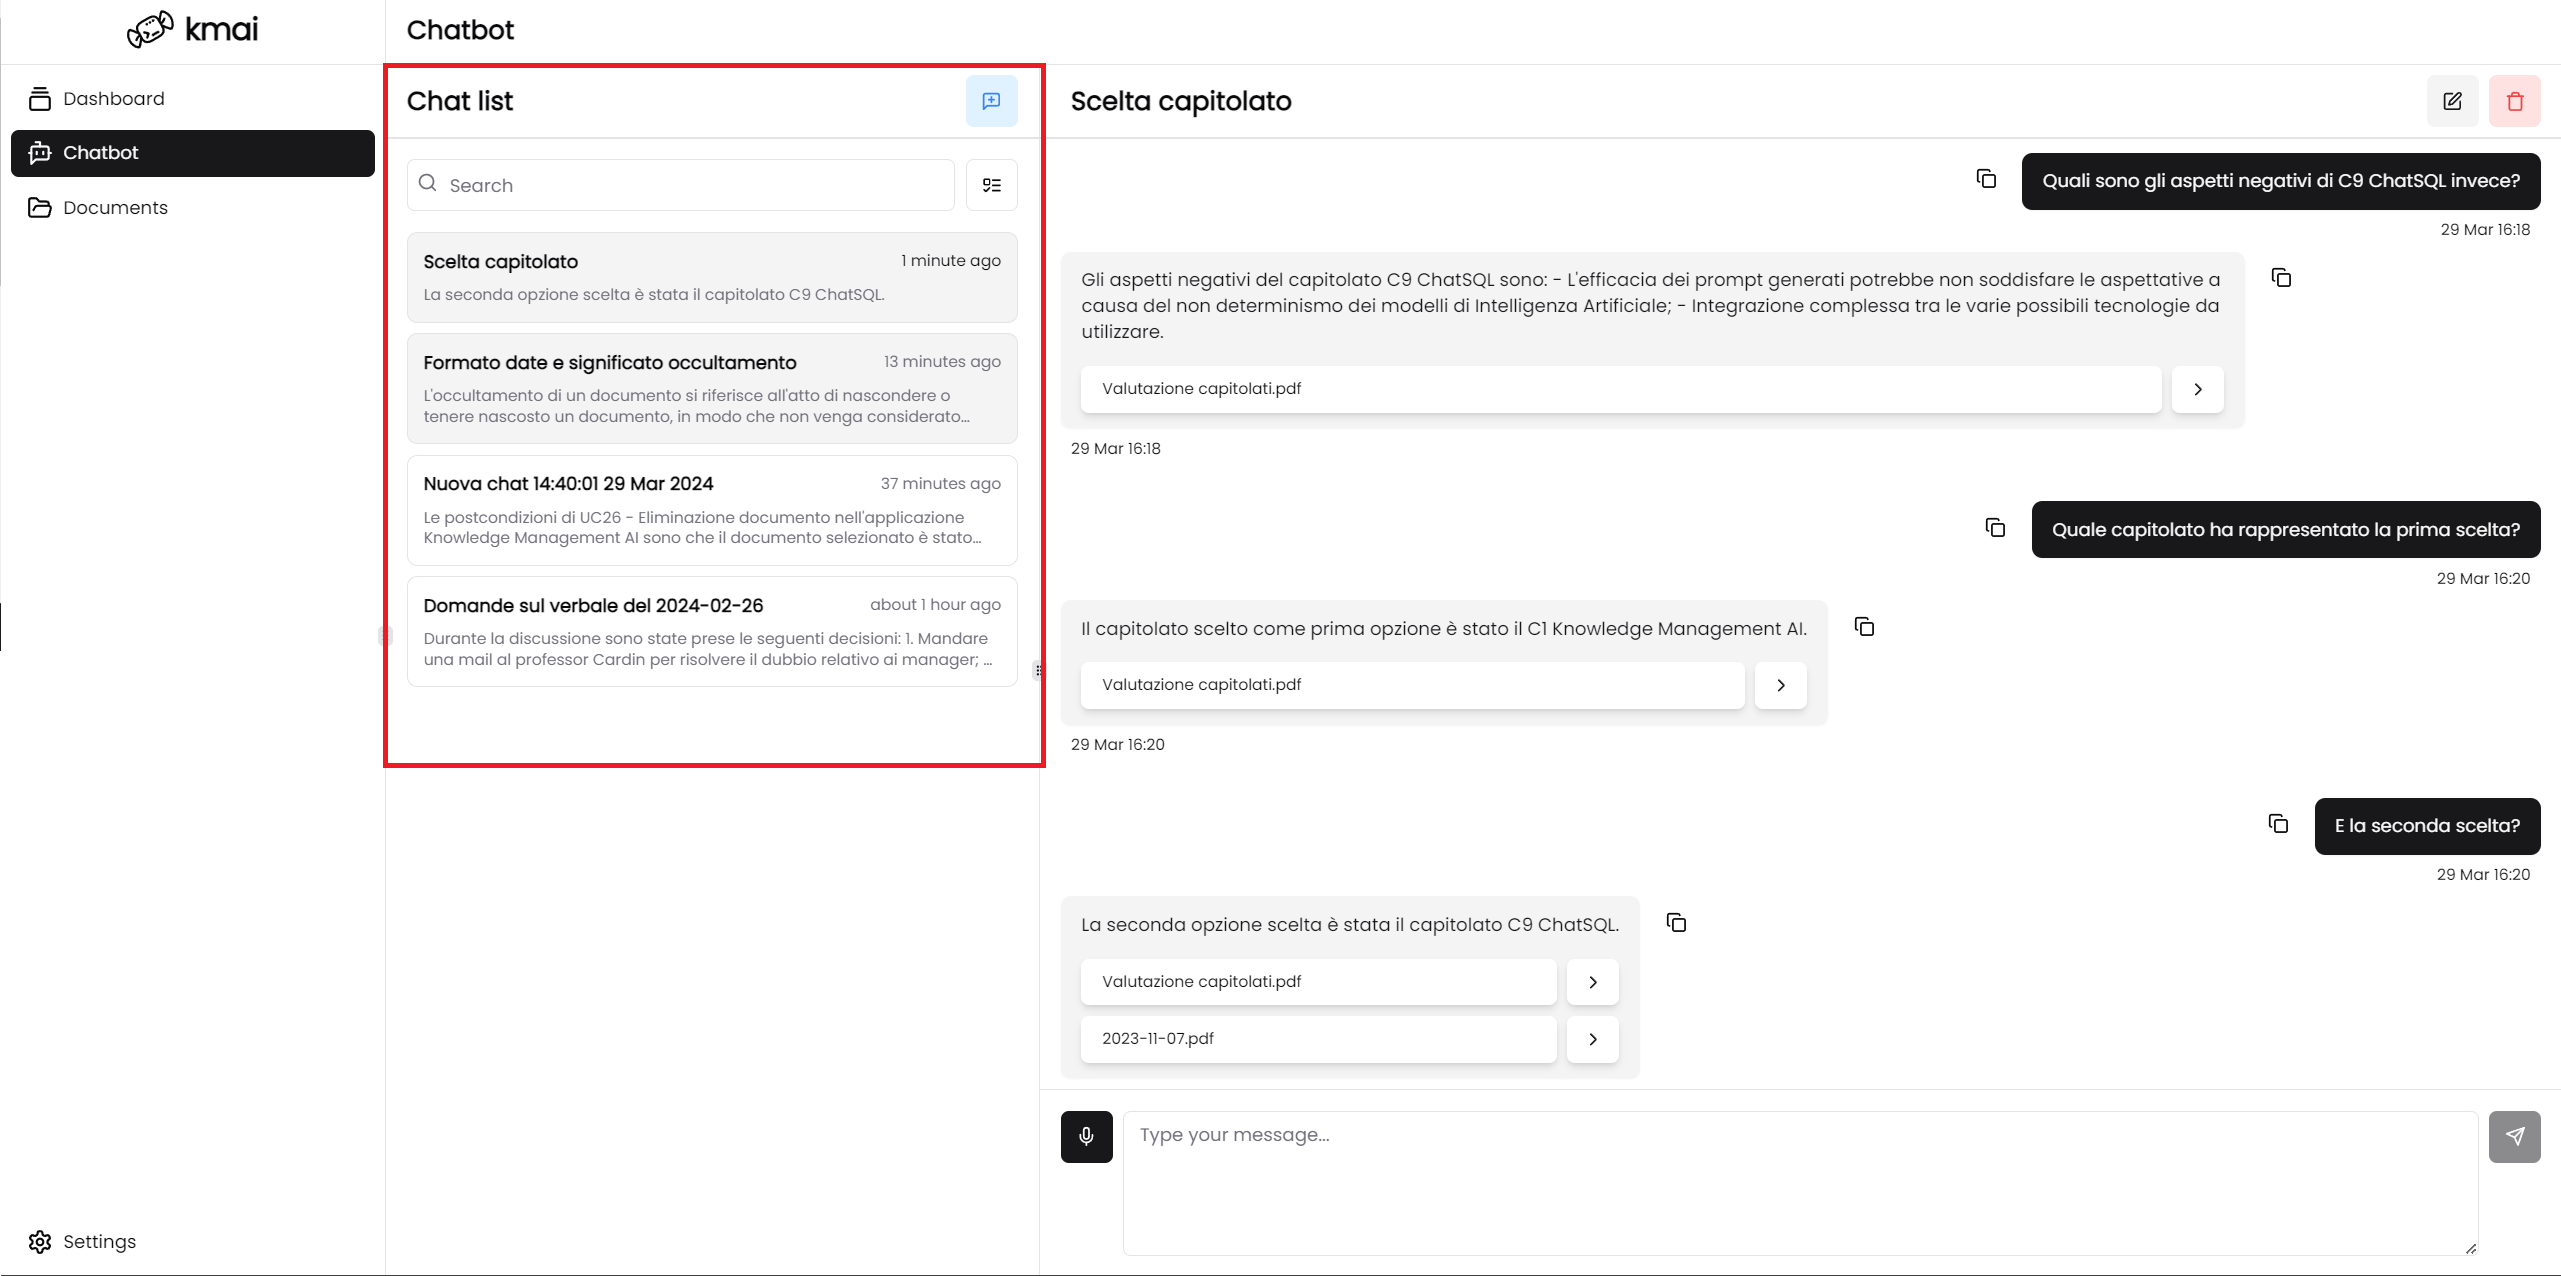 kmai
Dashboard
Chatbot
Documents
Settings
Chatbot
Chat list
Search
Scelta capitolato
1 minute ago
La seconda opzione scelta è stata il capitolato C9 ChatSQL.
Formato date e significato occultamento
13 minutes ago
L'occultamento di un documento si riferisce all'atto di nascondere o
tenere nascosto un documento, in modo che non venga considerato...
Nuova chat 14:40:01 29 Mar 2024
37 minutes ago
Le postcondizioni di UC26 - Eliminazione documento nell'applicazione
Knowledge Management AI sono che il documento selezionato è stato...
Domande sul verbale del 2024-02-26
about 1 hour ago
Durante la discussione sono state prese le seguenti decisioni: 1. Mandare
una mail al professor Cardin per risolvere il dubbio relativo ai manager; ...
Scelta capitolato
Quali sono gli aspetti negativi di C9 ChatSQL invece?
29 Mar 16:18
Gli aspetti negativi del capitolato C9 ChatSQL sono: - L'efficacia dei prompt generati potrebbe non soddisfare le aspettative a
causa del non determinismo dei modelli di Intelligenza Artificiale; - Integrazione complessa tra le varie possibili tecnologie da
utilizzare.
Valutazione capitolati.pdf
29 Mar 16:18
Quale capitolato ha rappresentato la prima scelta?
29 Mar 16:20
Il capitolato scelto come prima opzione è stato il C1 Knowledge Management AI.
Valutazione capitolati.pdf
29 Mar 16:20
E la seconda scelta?
29 Mar 16:20
La seconda opzione scelta è stata il capitolato C9 ChatSQL.
Valutazione capitolati.pdf
2023-11-07.pdf
Type your message...